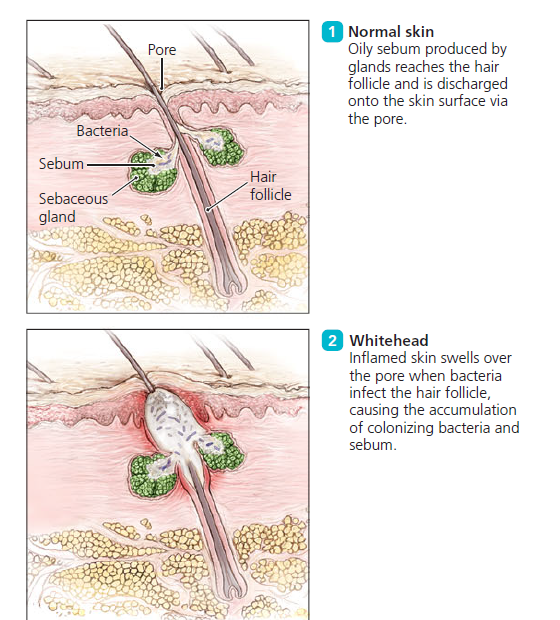 Pore
Bacteria
Sebum
Sebaceous
gland
Hair
follicle
1 Normal skin
Oily sebum produced by
glands reaches the hair
follicle and is discharged
onto the skin surface via
the pore.
2 Whitehead
Inflamed skin swells over
the pore when bacteria
infect the hair follicle,
causing the accumulation
of colonizing bacteria and
sebum.